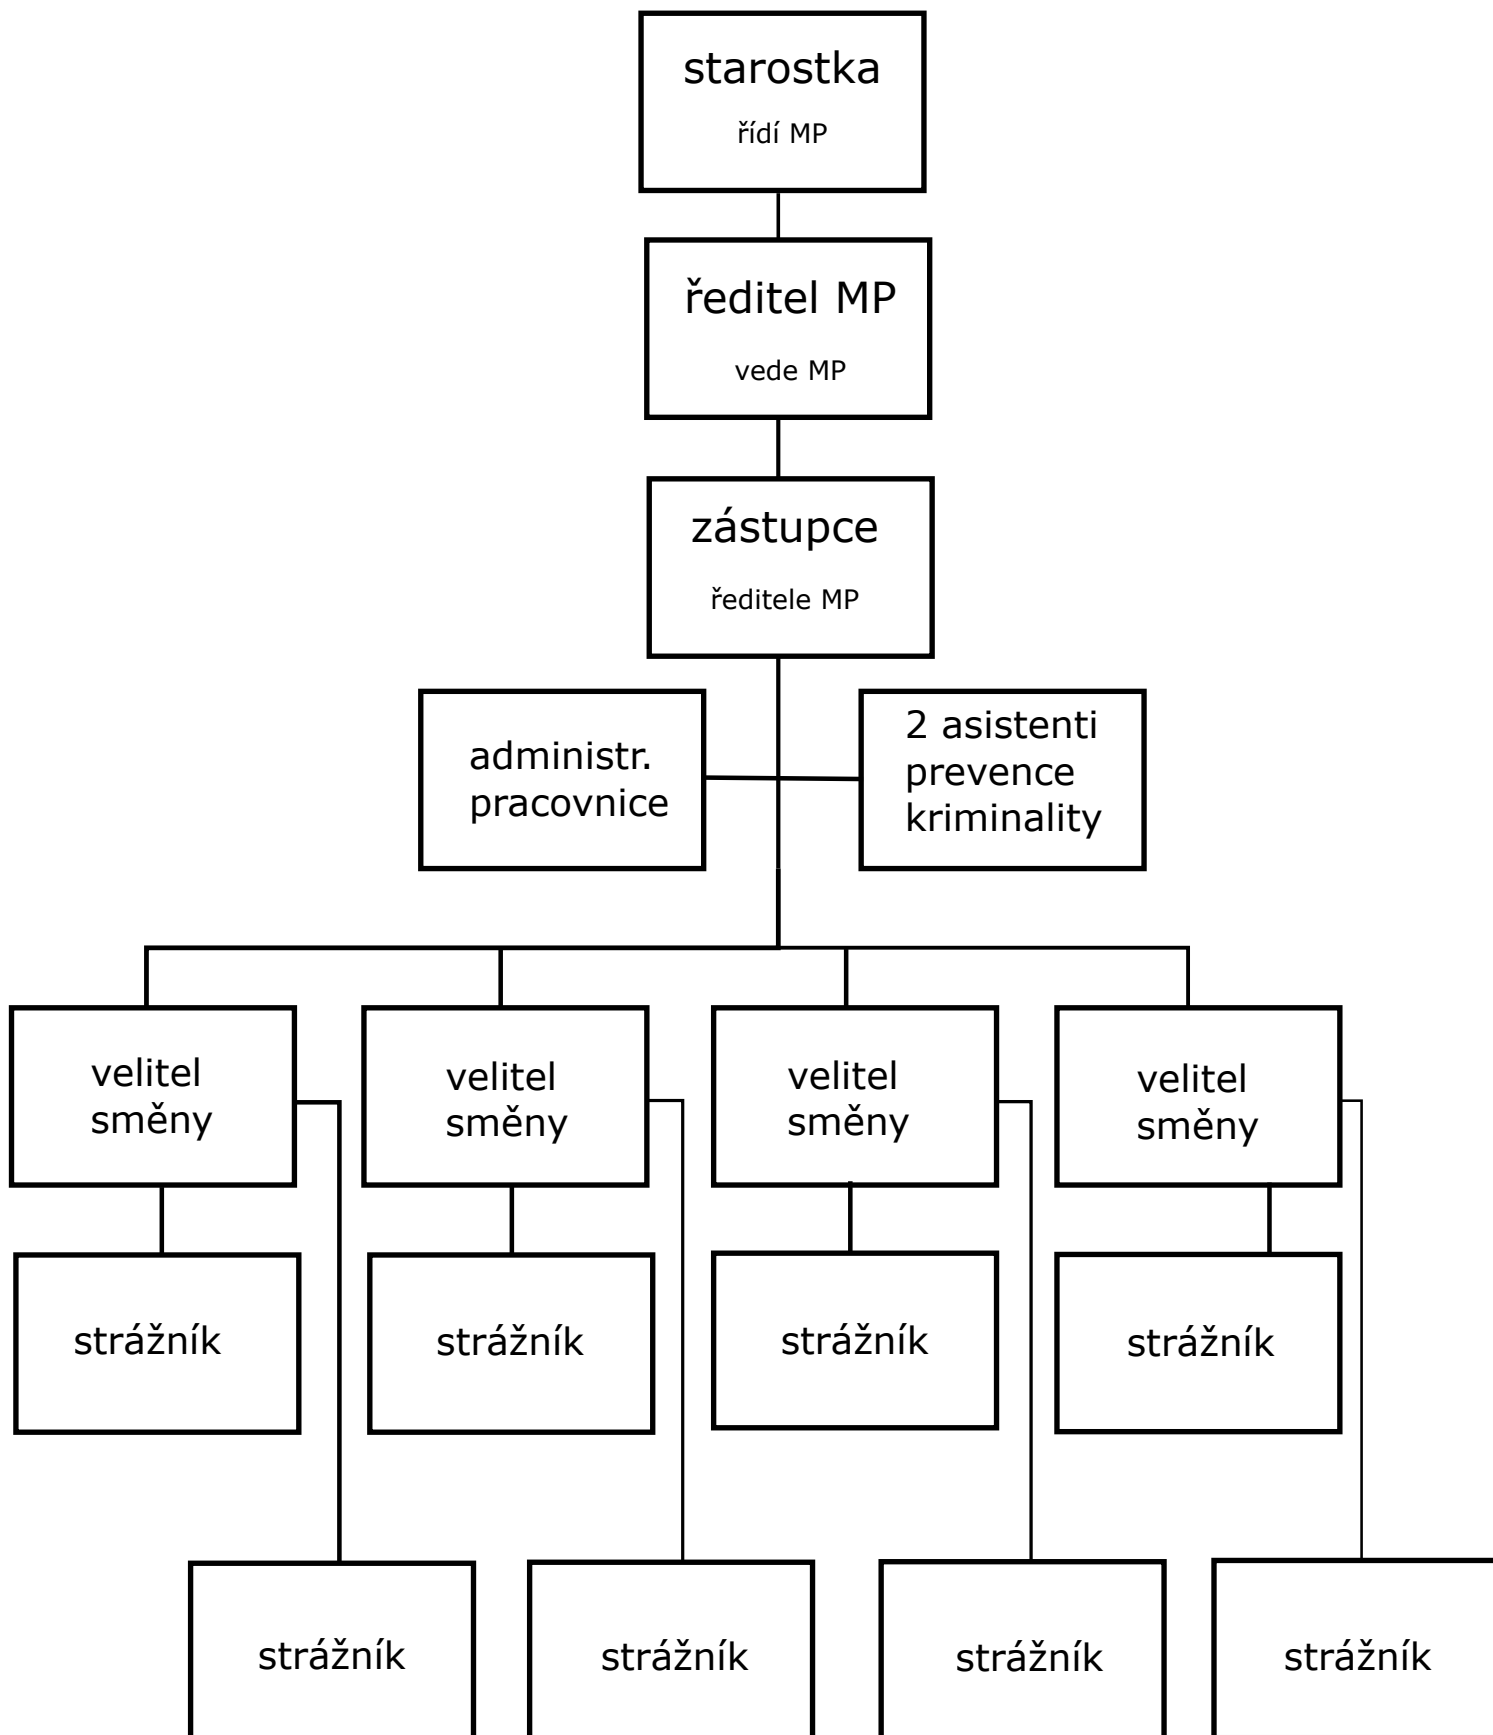 starostka
řídí MP
ředitel MP
vede MP
zástupce
ředitele MP
administr.
pracovnice
2 asistenti
prevence
kriminality
velitel
směny
velitel
směny
velitel
směny
velitel
směny
strážník
strážník
strážník
strážník
strážník
strážník
strážník
strážník